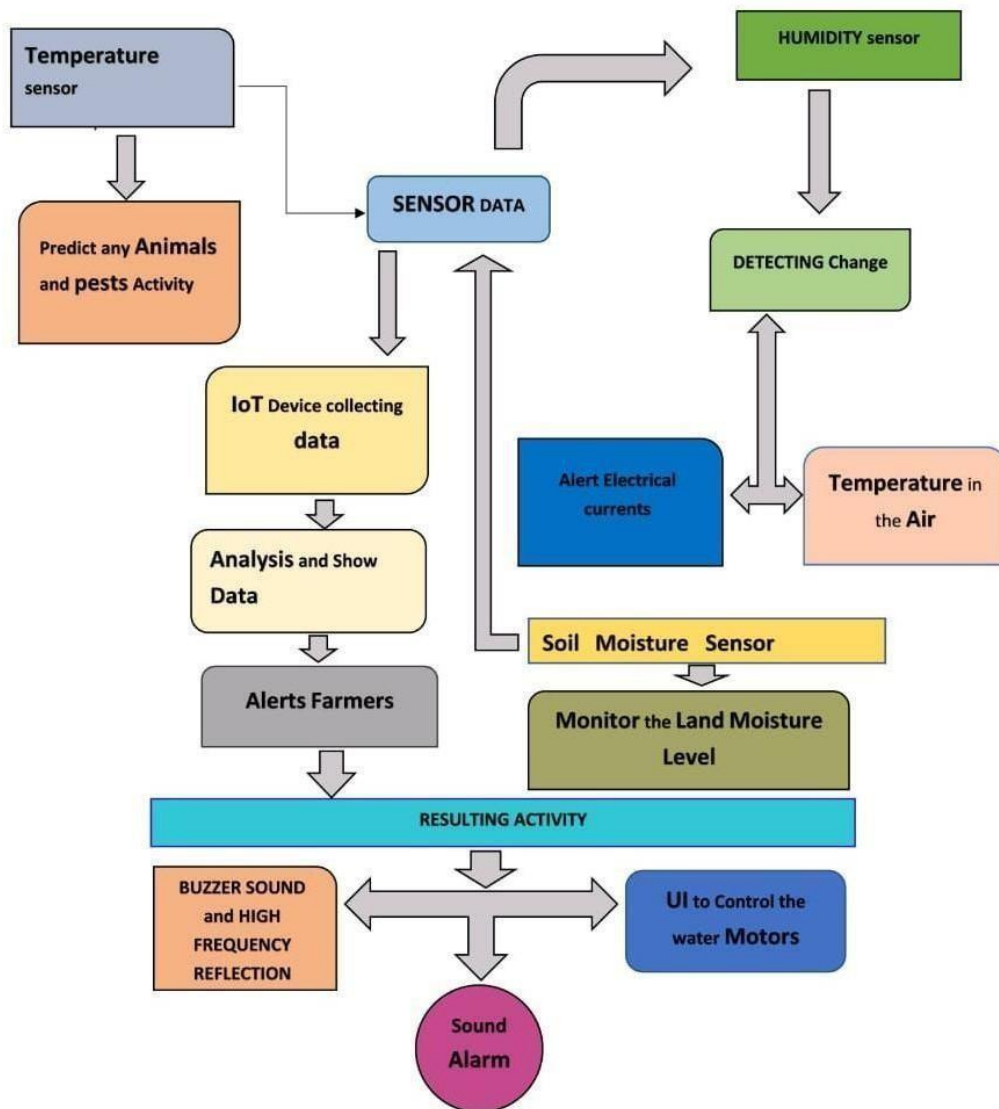 Temperature
sensor
HUMIDITY sensor
SENSOR DATA
Predict any Animals
and pests Activity
DETECTING Change
IoT Device collecting
data
Alert Electrical
currents
Temperature in
the Air
Analysis and Show
Data
Soil Moisture Sensor
Alerts Farmers
Monitor the Land Moisture
Level
RESULTING ACTIVITY
BUZZER SOUND
and HIGH
FREQUENCY
REFLECTION
UI to Control the
water Motors
Sound
Alarm